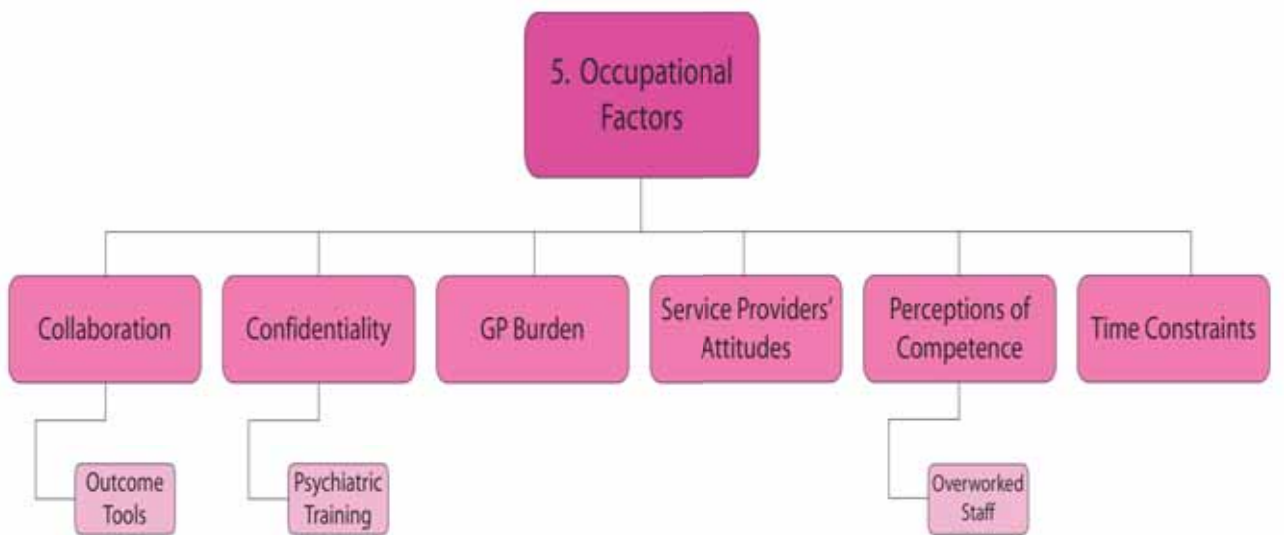 5. Occupational
Factors
Collaboration
Confidentiality
GP Burden
Service Providers’
Attitudes
Perceptions of
Competence
Time Constraints
Outcome
Tools
Psychiatric
Training
Overworked
Staff